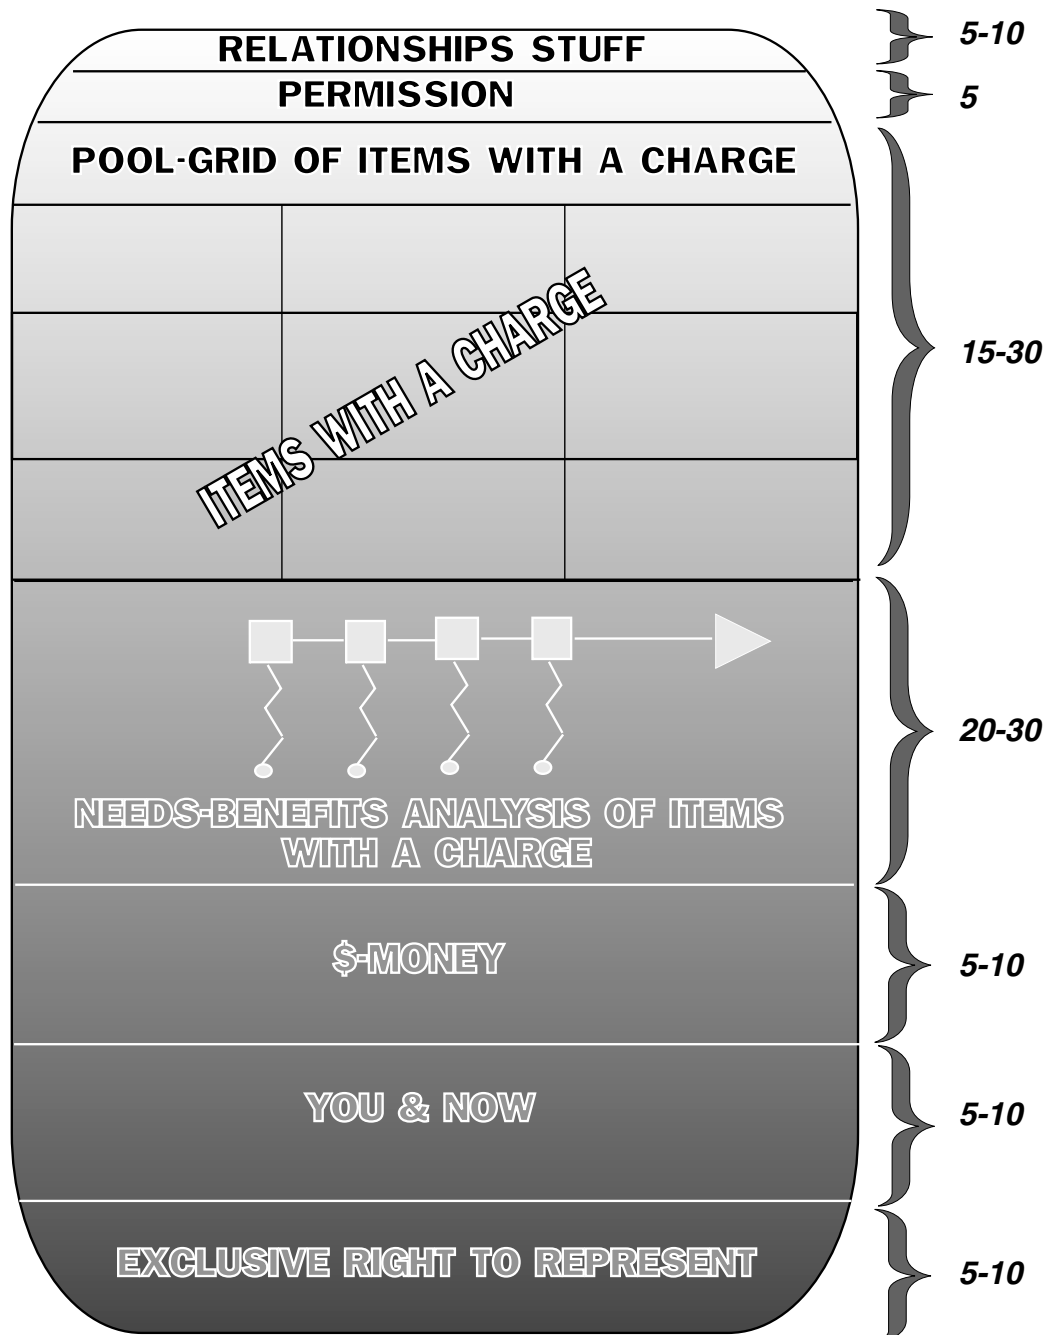 RELATIONSHIPS STUFF
5-10
PERMISSION
5
POOL-GRID OF ITEMS WITH A CHARGE
ITEMS WITH A CHARGE
15-30
20-30
NEEDS-BENEFITS ANALYSIS OF ITEMS
WITH A CHARGE
$-MONEY
5-10
YOU & NOW
5-10
EXCLUSIVE RIGHT TO REPRESENT
5-10